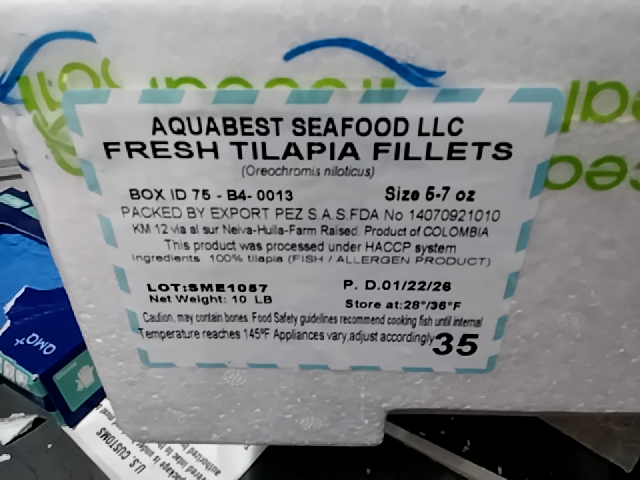 AQUABEST SEAFOOD LLC
FRESH TILAPIA FILLETS
(Oreochromis niloticus)
BOX ID 75 - B4- 0013 Size 5-7 oz
PACKED BY EXPORT PEZ S.A.S.FDA No 14070921010
KM 12 via al sur Neiva-Huila-Farm Raised. Product of COLOMBIA
This product was processed under HACCP system
Ingredients 100% tilapia (FISH / ALLERGEN PRODUCT)
LOT:SME1057 P. D.01/22/26
Net Weight: 10 LB Store at:28°/36°F
Caution, may contain bones. Food Safety guidelines recommend cooking fish until internal
Temperature reaches 145ºF Appliances vary,adjust accordingly 35
U.S. CUSTOMS